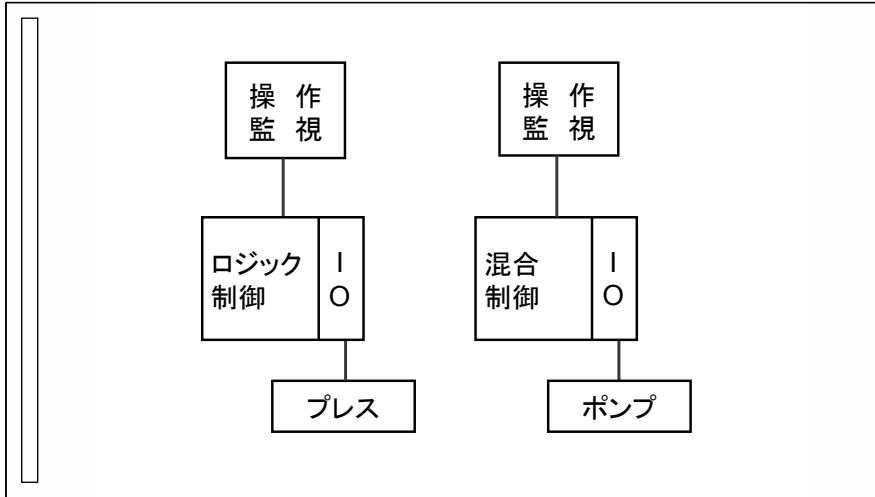 操 作
監 視
操 作
監 視
ロジック
制御
I
O
混合
制御
I
O
プレス
ポンプ